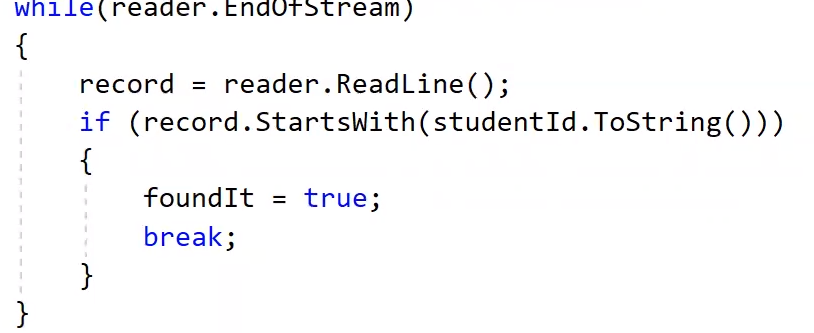 while(reader.EndOfStream)
{
record = reader.ReadLine();
if (record.StartsWith(studentId.ToString()))
{
foundIt = true;
break;
}
}